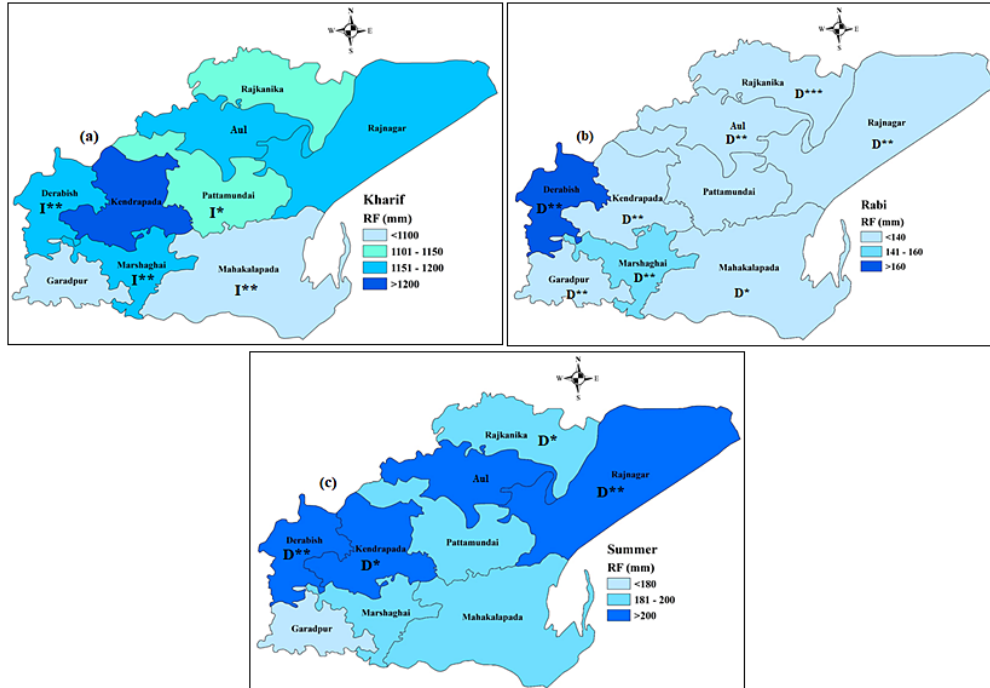 N
W E
S
Rajkanika
(a)
Aul
Rajnagar
Derabish
I**
Kendrapada
Pattamundai
I*
Marshaghai
I**
Garadpur
Mahakalapada
I**
Kharif
RF (mm)
<1100
1101 - 1150
1151 - 1200
>1200
N
W E
S
Rajkanika
D***
(b)
Aul
D**
Rajnagar
D**
Derabish
D**
Kendrapada
D**
Pattamundai
Marshaghai
D**
Garadpur
D**
Mahakalapada
D*
Rabi
RF (mm)
<140
141 - 160
>160
N
W E
S
Rajkanika D*
(c)
Aul
Rajnagar
D**
Derabish
D**
Kendrapada
D*
Pattamundai
Marshaghai
Garadpur
Mahakalapada
Summer
RF (mm)
<180
181 - 200
>200